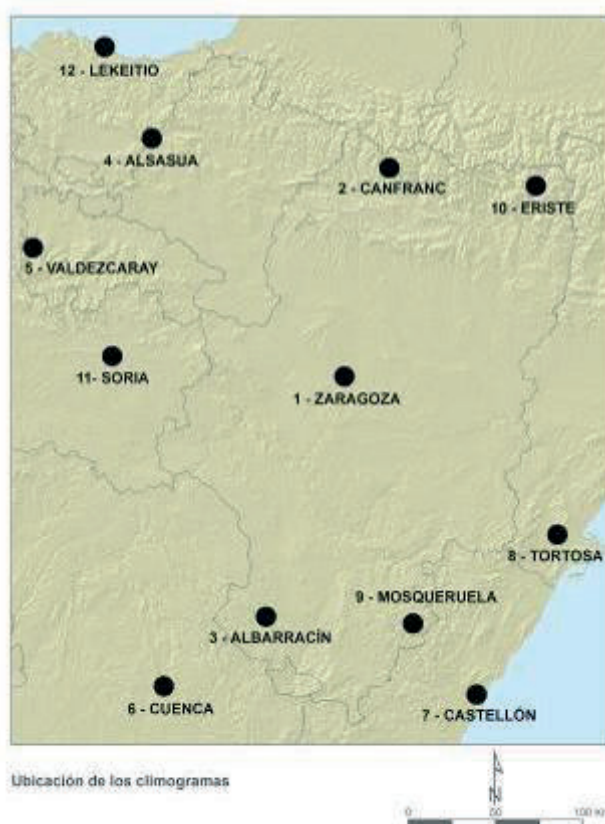 12 - LEKEITIO
4 - ALSASUA
2 - CANFRANC
10 - ERISTE
5 - VALDEZCARAY
11- SORIA
1 - ZARAGOZA
8 - TORTOSA
9 - MOSQUERUELA
3 - ALBARRACÍN
6 - CUENCA
7 - CASTELLÓN
Ubicación de los climogramas
N
0 50 100